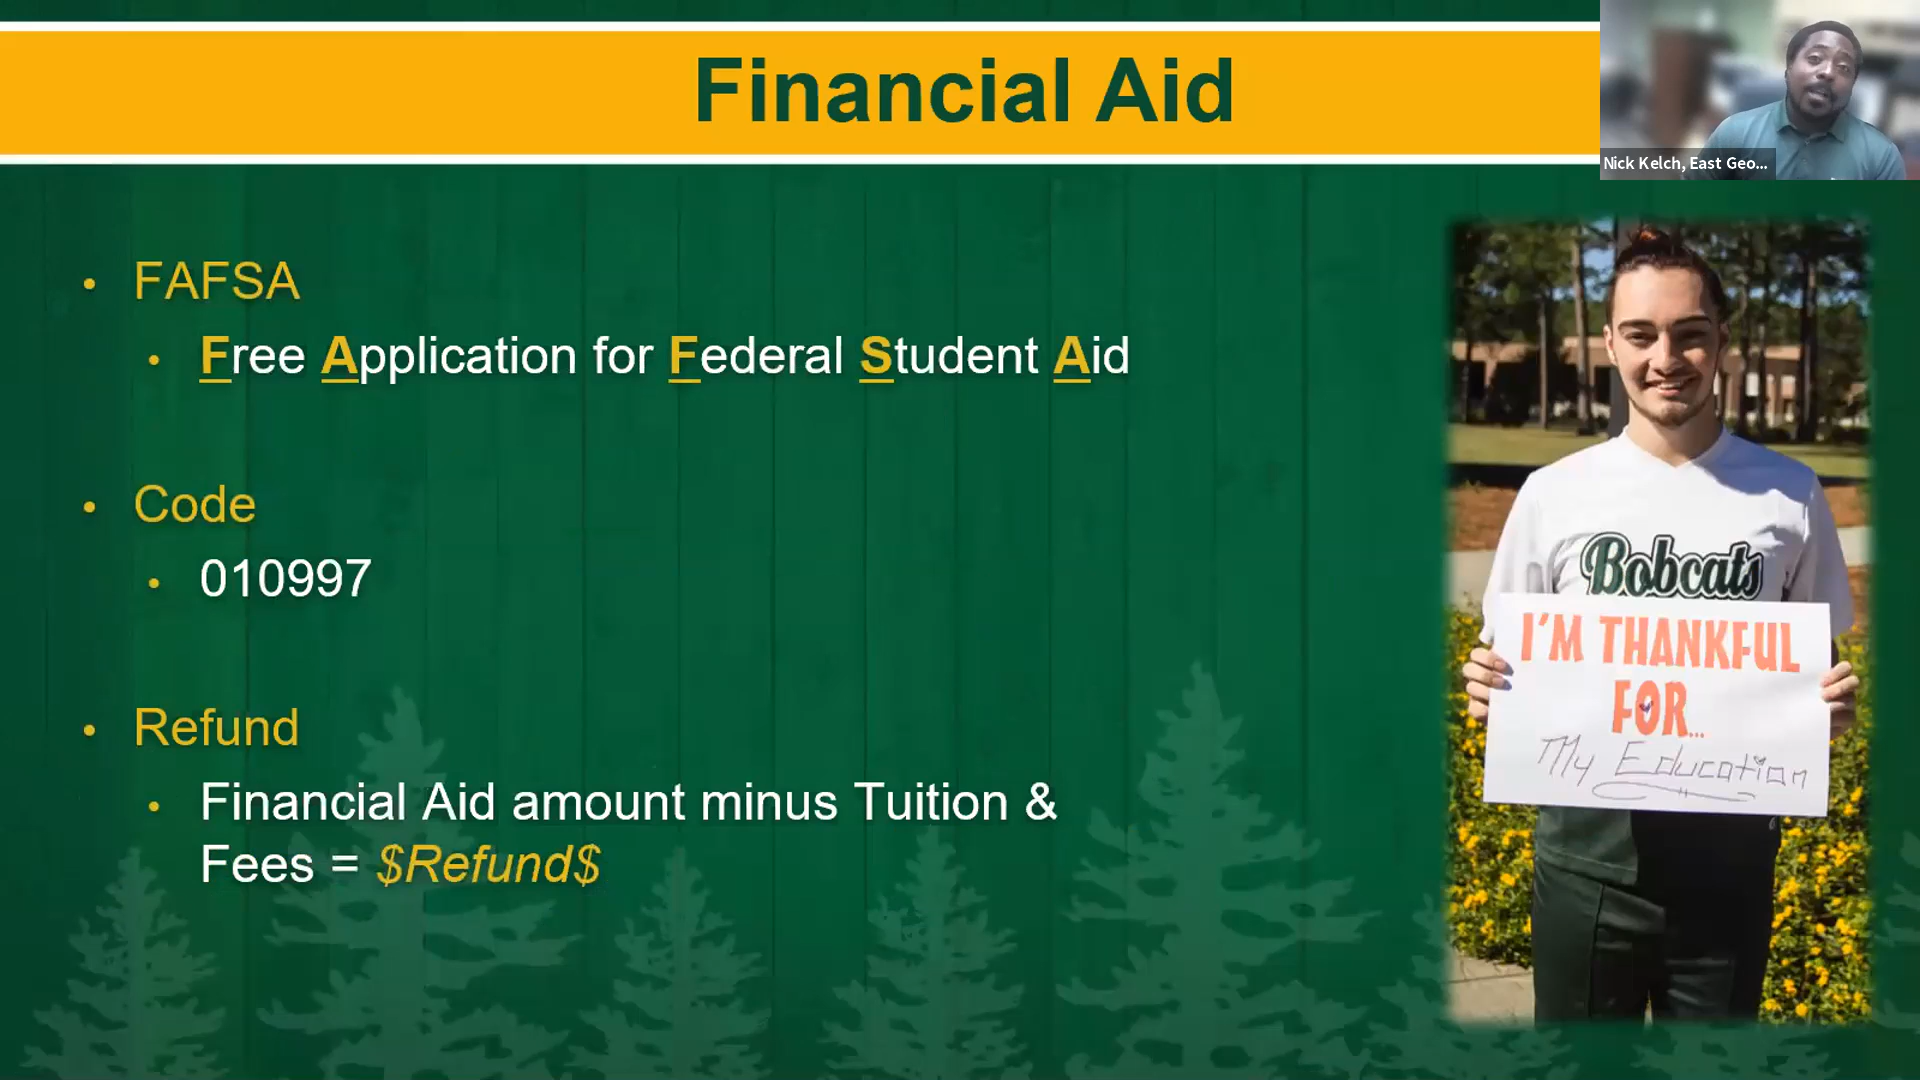 Financial Aid
Nick Kelch, East Geo...
• FAFSA
• Free Application for Federal Student Aid
• Code
• 010997
• Refund
• Financial Aid amount minus Tuition &
Fees = $Refund$
Bobcats
I'M THANKFUL
FOR...
My Education